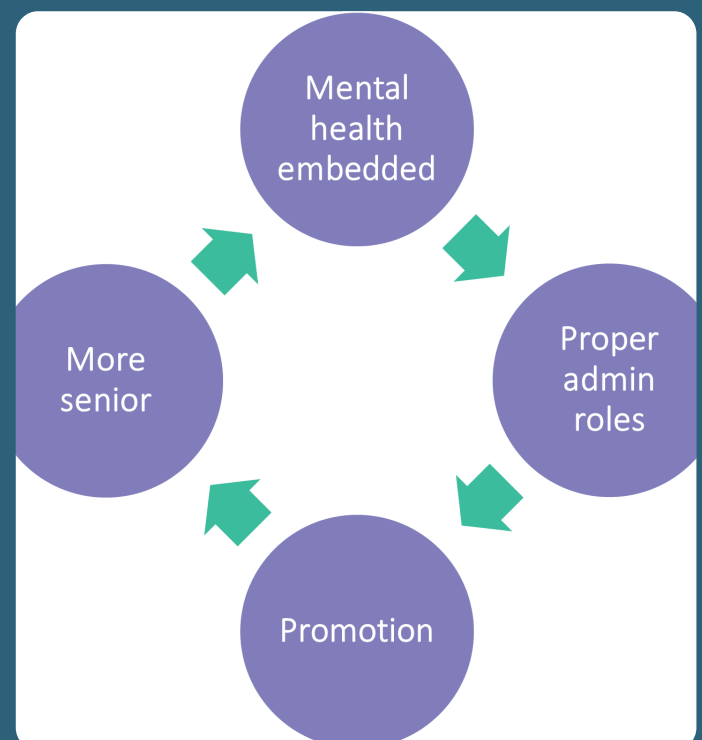 Mental
health
embedded
Proper
admin
roles
Promotion
More
senior